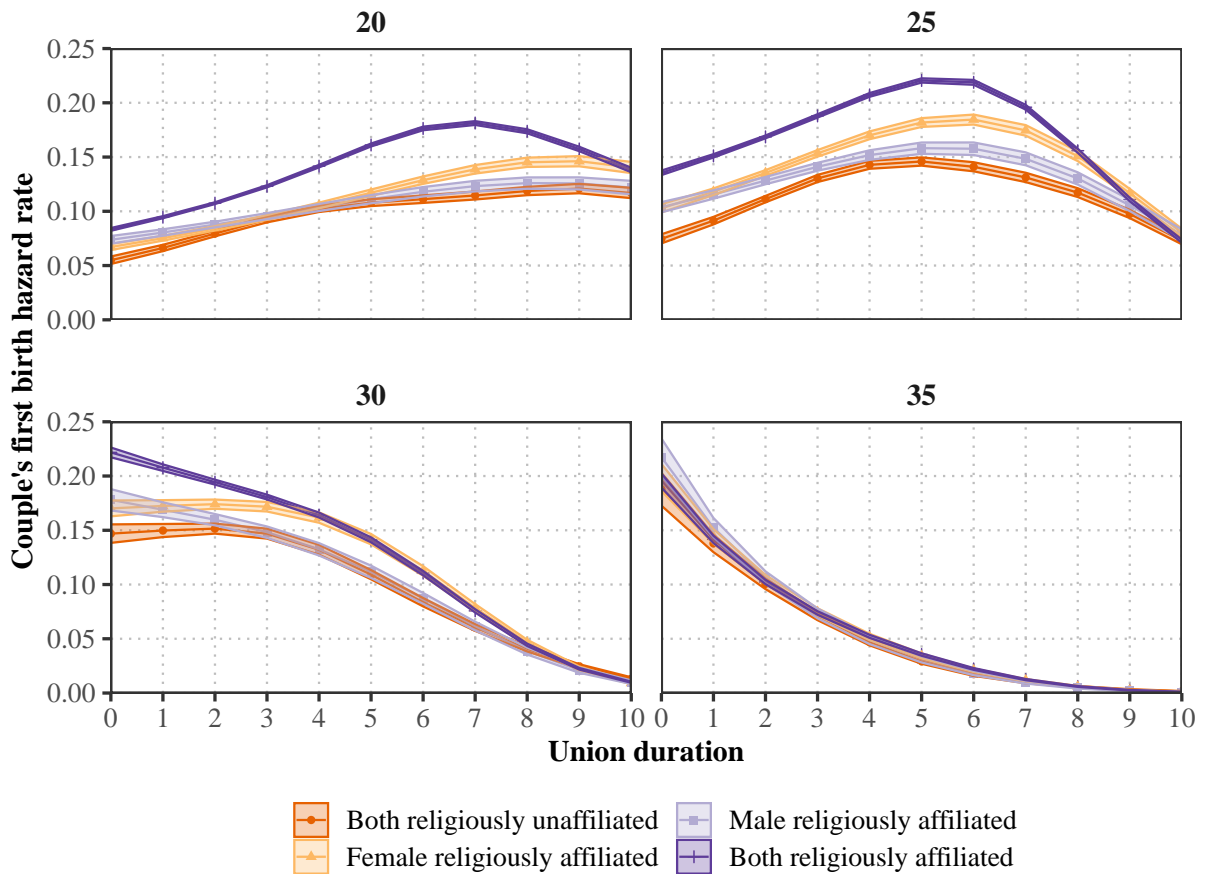 20
25
Couple's first birth hazard rate
0.25
0.20
0.15
0.10
0.05
0.00
30
35
0.25
0.20
0.15
0.10
0.05
0.00
0 1 2 3 4 5 6 7 8 9 10
0 1 2 3 4 5 6 7 8 9 10
Union duration
Both religiously unaffiliated
Male religiously affiliated
Female religiously affiliated
Both religiously affiliated